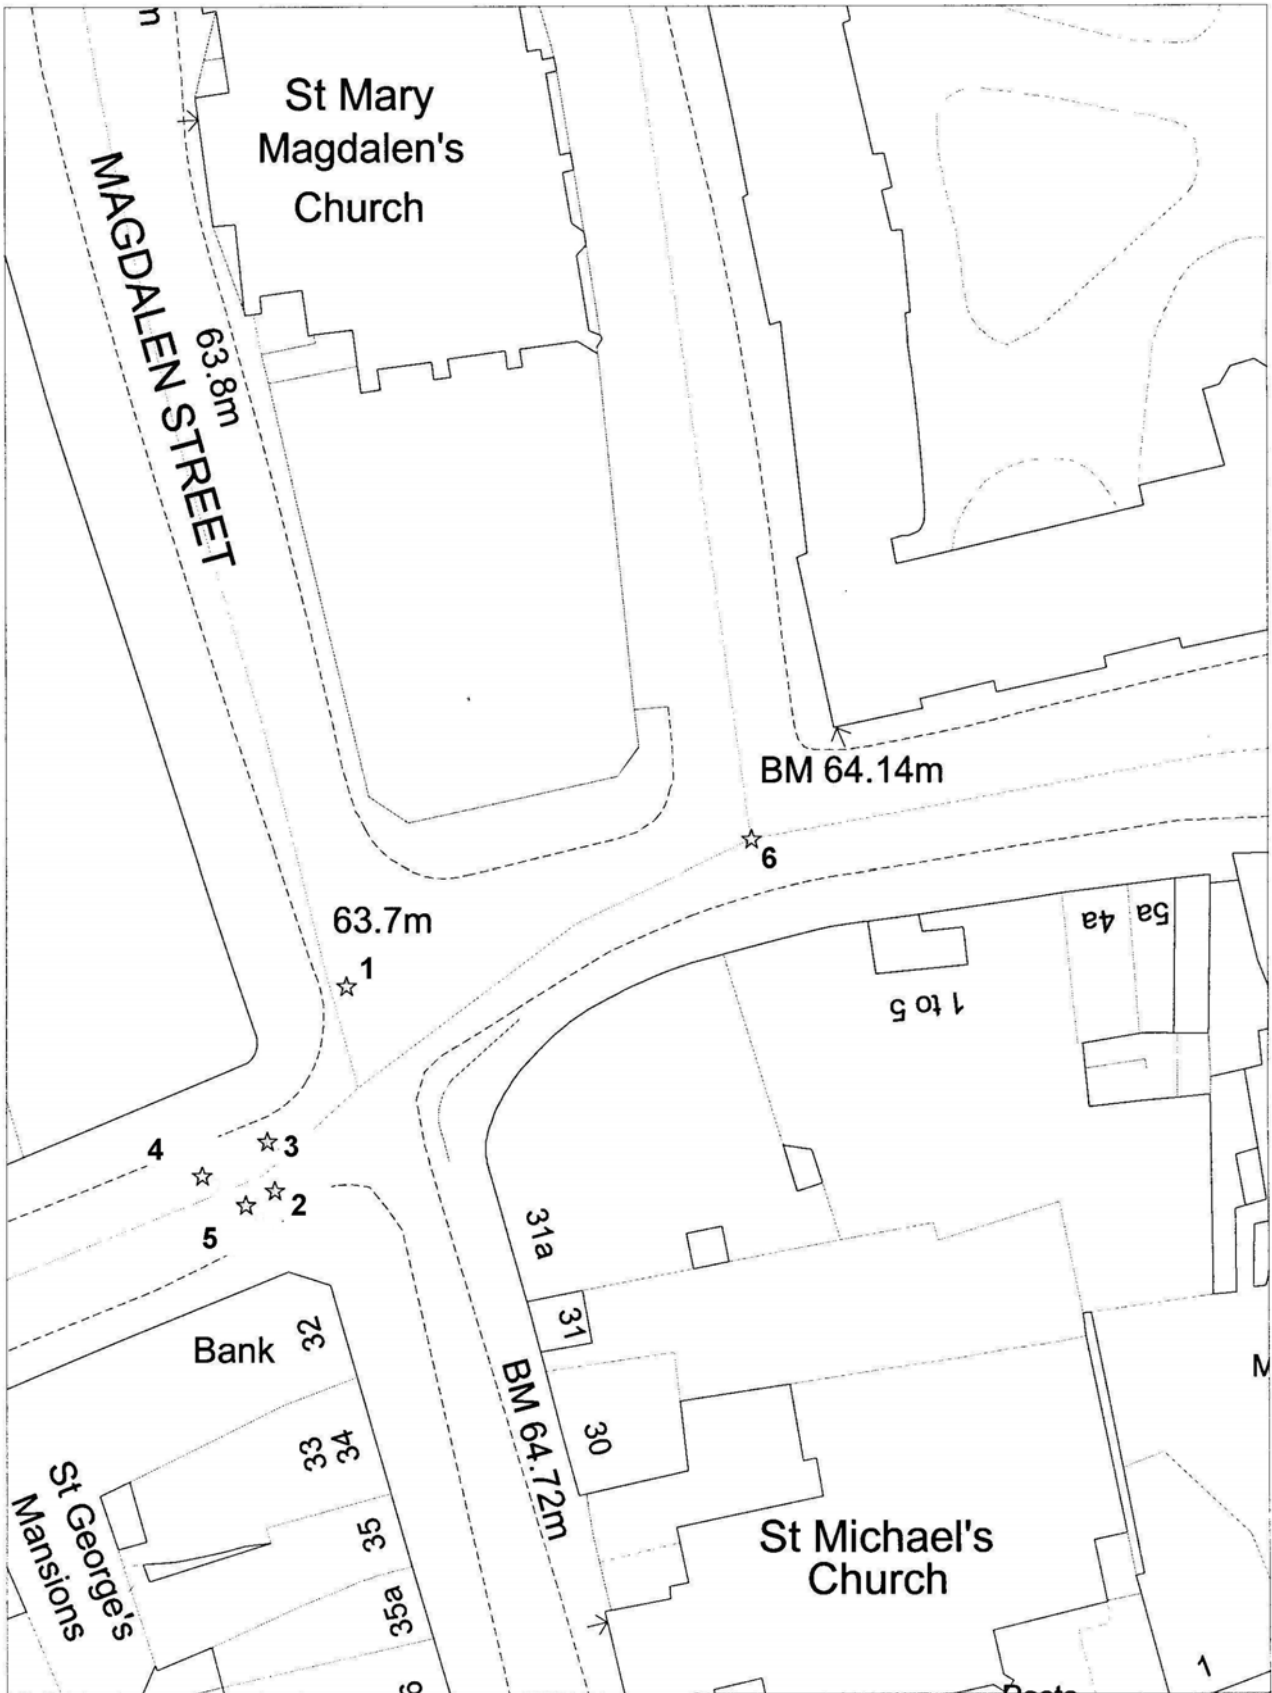 St Mary
Magdalen's
Church
MAGDALEN STREET
63.8m
BM 64.14m
6
63.7m
1
4a
5a
1 to 5
4
3
2
5
31a
31
32
Bank
BM 64.72m
30
34
33
St George's
Mansions
35
35a
St Michael's
Church
1